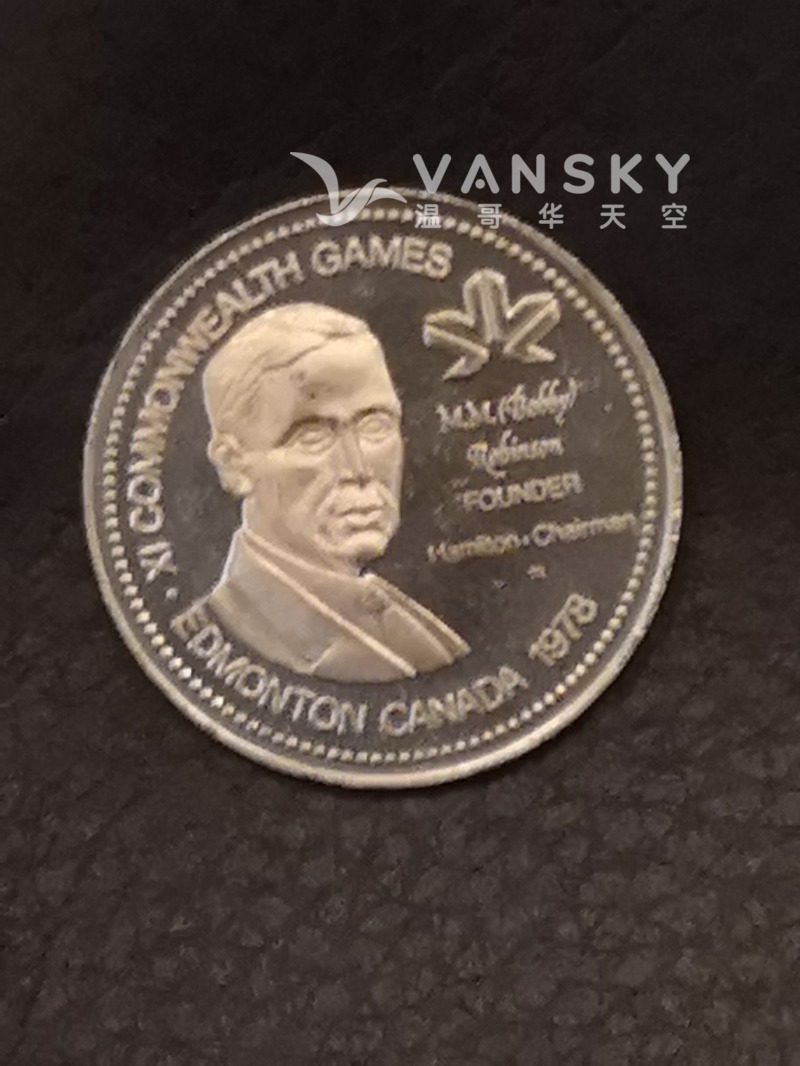 VANSKY
温哥华天空
XI COMMONWEALTH GAMES
M.M. (Bobby)
Robinson
FOUNDER
Hamilton - Chairman
EDMONTON CANADA 1978